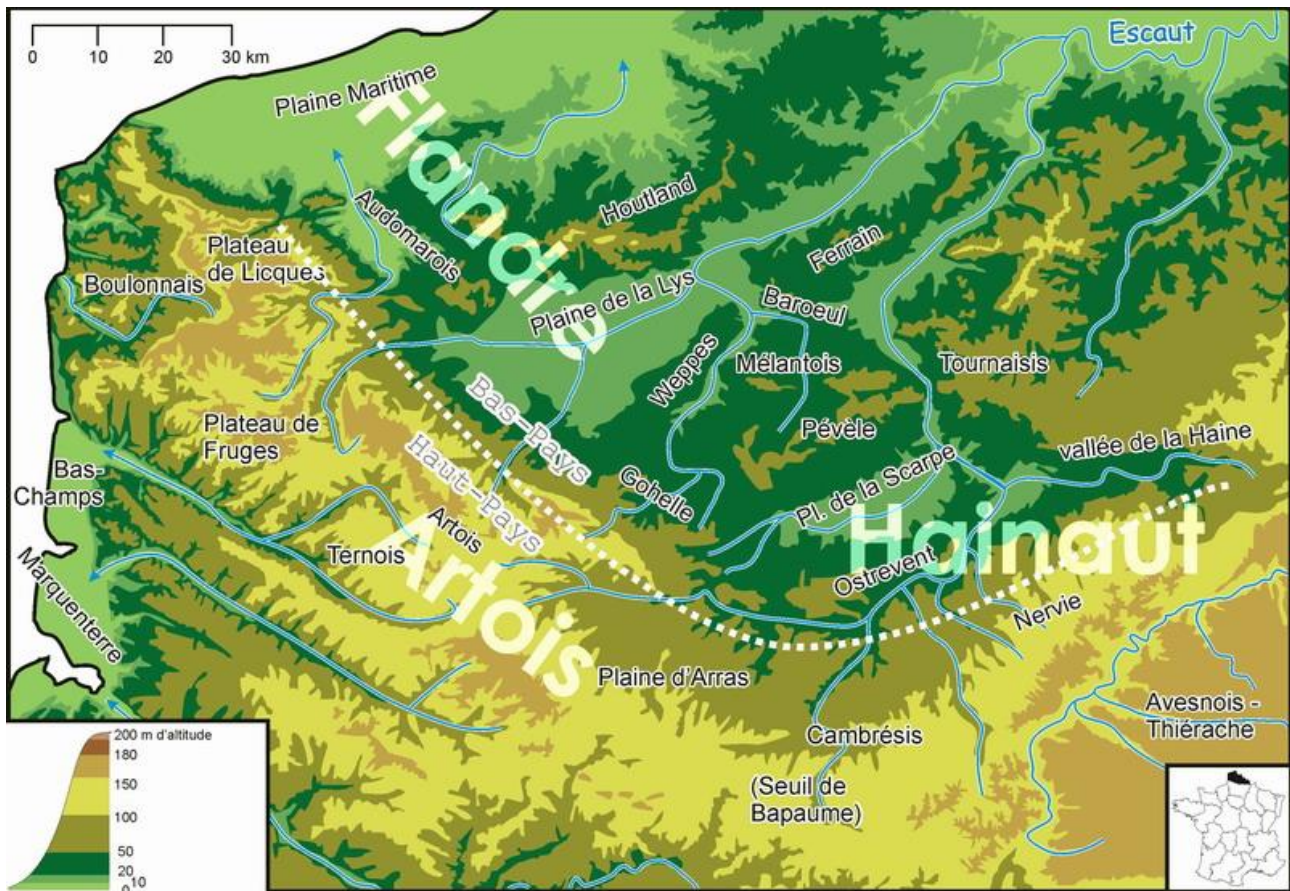 Escaut
0 10 20 30 km
Plaine Maritime
Flandre
Houtland
Audomarois
Ferrain
Plateau
de Licques
Boulonnais
Plaine de la Lys
Baroeul
Weppes
Mélantois
Tournaisis
Bas-Pays
Plateau de
Fruges
Pévèle
vallée de la Haine
Haut-Pays
Gohelle
Pl. de la Scarpe
Bas-
Champs
Artois
Hainaut
Ternois
Artois
Ostrevent
Marquenterre
Nervie
Plaine d'Arras
Avesnois -
Thiérache
Cambrésis
(Seuil de
Bapaume)
200 m d'altitude
180
150
100
50
20
10
0